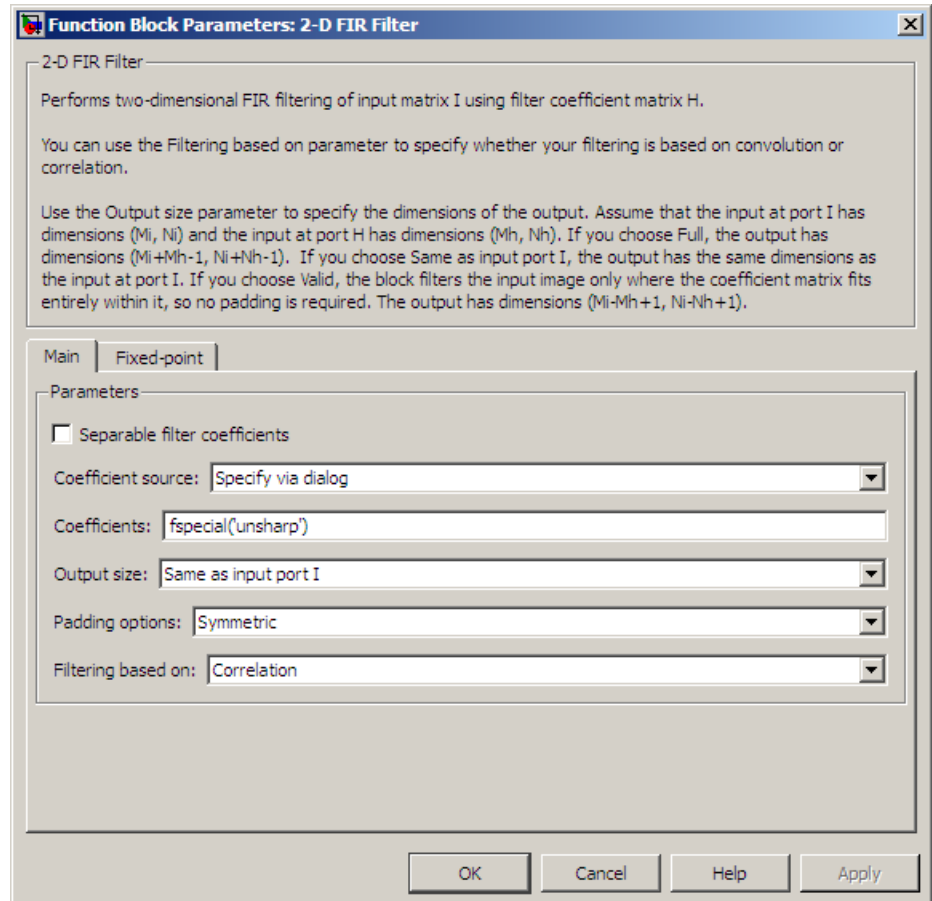 Function Block Parameters: 2-D FIR Filter
2-D FIR Filter
Performs two-dimensional FIR filtering of input matrix I using filter coefficient matrix H.
You can use the Filtering based on parameter to specify whether your filtering is based on convolution or
correlation.
Use the Output size parameter to specify the dimensions of the output. Assume that the input at port I has
dimensions (Mi, Ni) and the input at port H has dimensions (Mh, Nh). If you choose Full, the output has
dimensions (Mi+Mh-1, Ni+Nh-1).  If you choose Same as input port I, the output has the same dimensions as
the input at port I. If you choose Valid, the block filters the input image only where the coefficient matrix fits
entirely within it, so no padding is required. The output has dimensions (Mi-Mh+1, Ni-Nh+1).
Main Fixed-point
Parameters
Separable filter coefficients
Coefficient source: Specify via dialog
Coefficients: fspecial('unsharp')
Output size: Same as input port I
Padding options: Symmetric
Filtering based on: Correlation
OK Cancel Help Apply